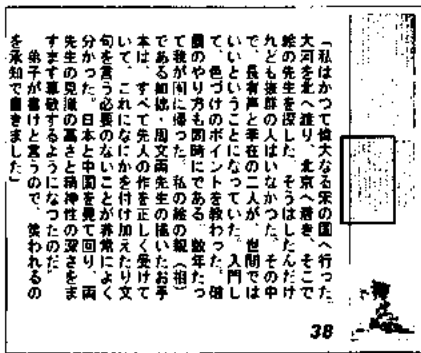 「私はかつて偉大なる宋の国へ行った。
大河を北へ渡り、北京へ着き、そこで
絵の先生を探した。そうはしたんだけ
れども抜群の人はいなかった。その中
で、長有声と李在の二人が、世間では
いいということになっていた。入門し
て、色づけのポイントを教わった。破
墨のやり方も同時にである。数年たっ
て我が国に帰った。私の絵の親（祖）
である如拙・周文両先生の描いたお手
本は、すべて先人の作を正しく受けて
いて、これになにかを付け加えたり文
句を言う必要のないことが非常によく
分かった。日本と中国を見て回り、両
先生の見識の高さと精神性の深さをま
すます尊敬するようになったのだ。
弟子が書けと言うので、笑われるの
を承知で書きました」
38